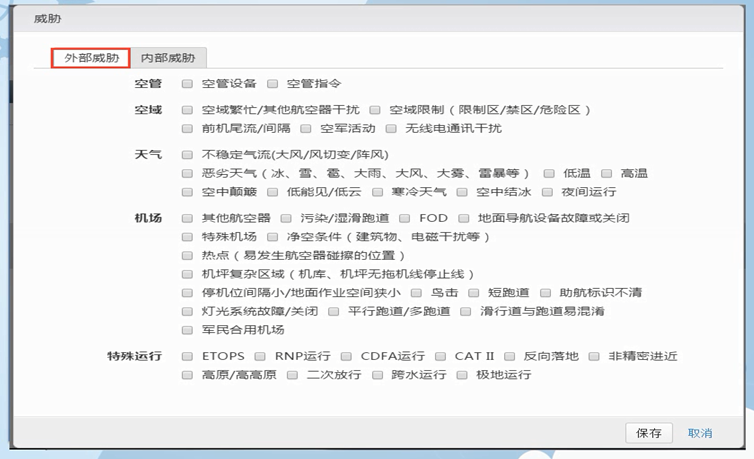 威胁
外部威胁 内部威胁
空管 空管设备 空管指令
空域 空域繁忙/其他航空器干扰 空域限制（限制区/禁区/危险区）
前机尾流/间隔 空军活动 无线电通讯干扰
天气 不稳定气流(大风/风切变/阵风)
恶劣天气（冰、雪、雹、大雨、大风、大雾、雷暴等） 低温 高温
空中颠簸 低能见/低云 寒冷天气 空中结冰 夜间运行
机场 其他航空器 污染/湿滑跑道 FOD 地面导航设备故障或关闭
特殊机场 净空条件（建筑物、电磁干扰等）
热点（易发生航空器碰擦的位置）
机坪复杂区域（机库、机坪无拖机线停止线）
停机位间隔小/地面作业空间狭小 鸟击 短跑道 助航标识不清
灯光系统故障/关闭 平行跑道/多跑道 滑行道与跑道易混淆
军民合用机场
特殊运行 ETOPS RNP运行 CDFA运行 CAT II 反向落地 非精密进近
高原/高高原 二次放行 跨水运行 极地运行
保存 取消